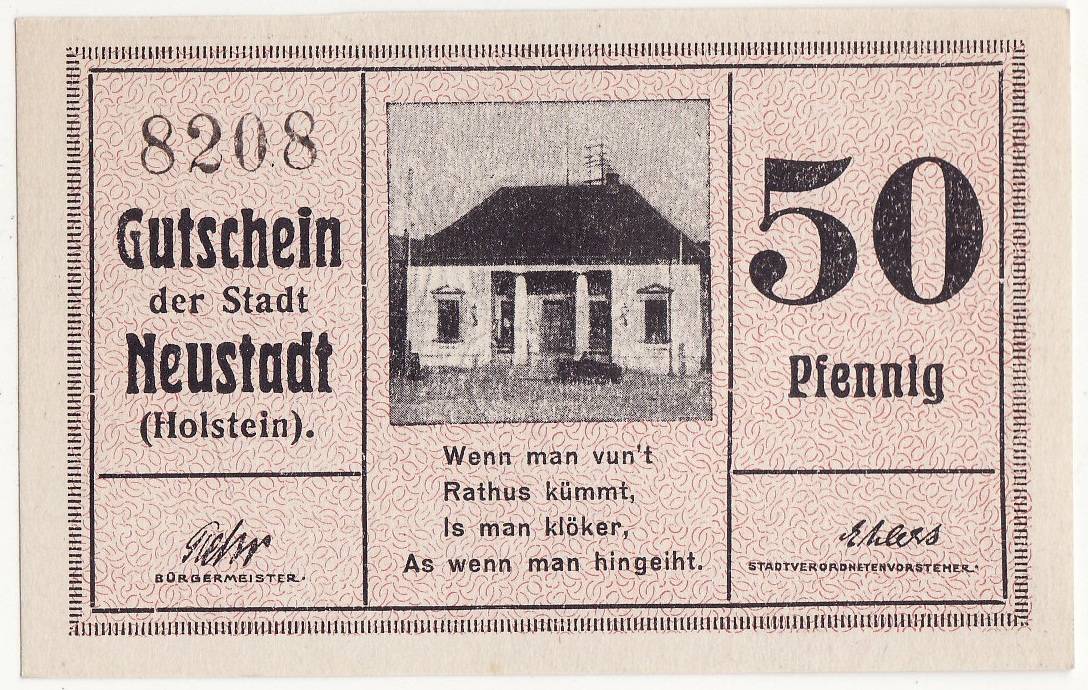 8208
Gutschein
der Stadt
Neustadt
(Holstein).
BÜRGERMEISTER.
Wenn man vun't
Rathus kümmt,
Is man klöker,
As wenn man hingeiht.
50
Pfennig
Ehlers
STADTVERORDNETENVORSTEHER.